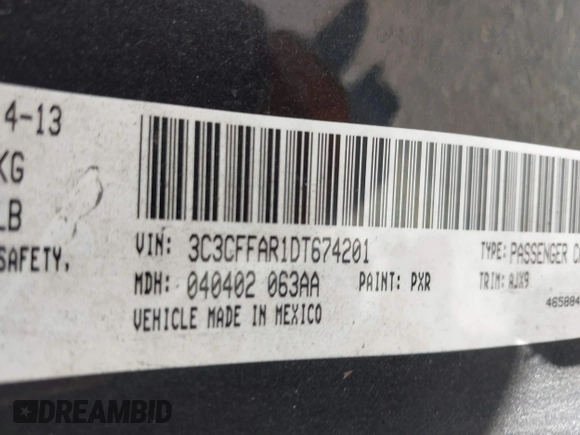 4-13
KG
LB
SAFETY,
VIN: 3C3CFFAR1DT674201
TYPE: PASSENGER
MDH: 040402 063AA PAINT: PXR
TRIM: AJX9
VEHICLE MADE IN MEXICO
465884
DREAMBID